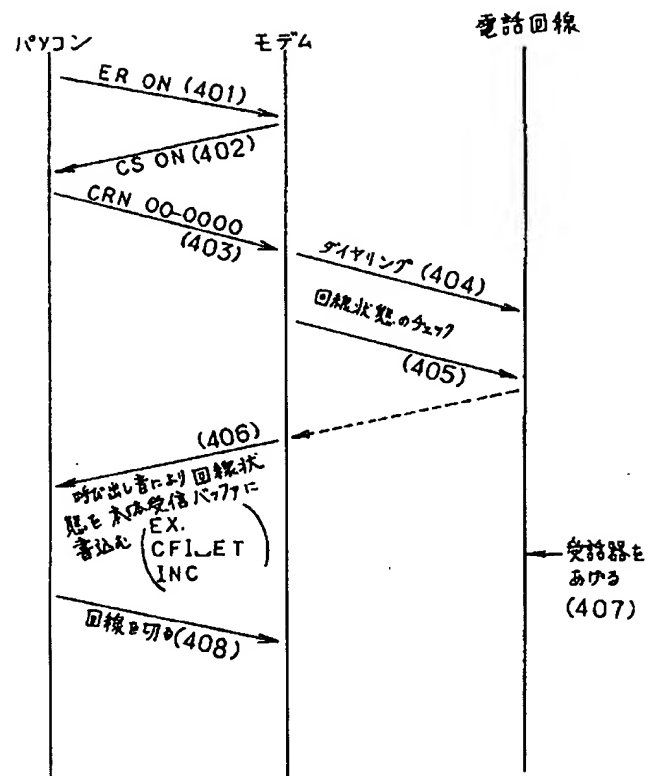 パソコン
モデム
電話回線
ER ON (401)
CS ON (402)
CRN 00-0000
(403)
ダイヤリング (404)
回線状態のチェック
(405)
(406)
呼び出し音により回線状
態を本体受信バッファに
書込む
EX.
CFI␣ET
INC
受話器を
あげる
(407)
回線を切る(408)